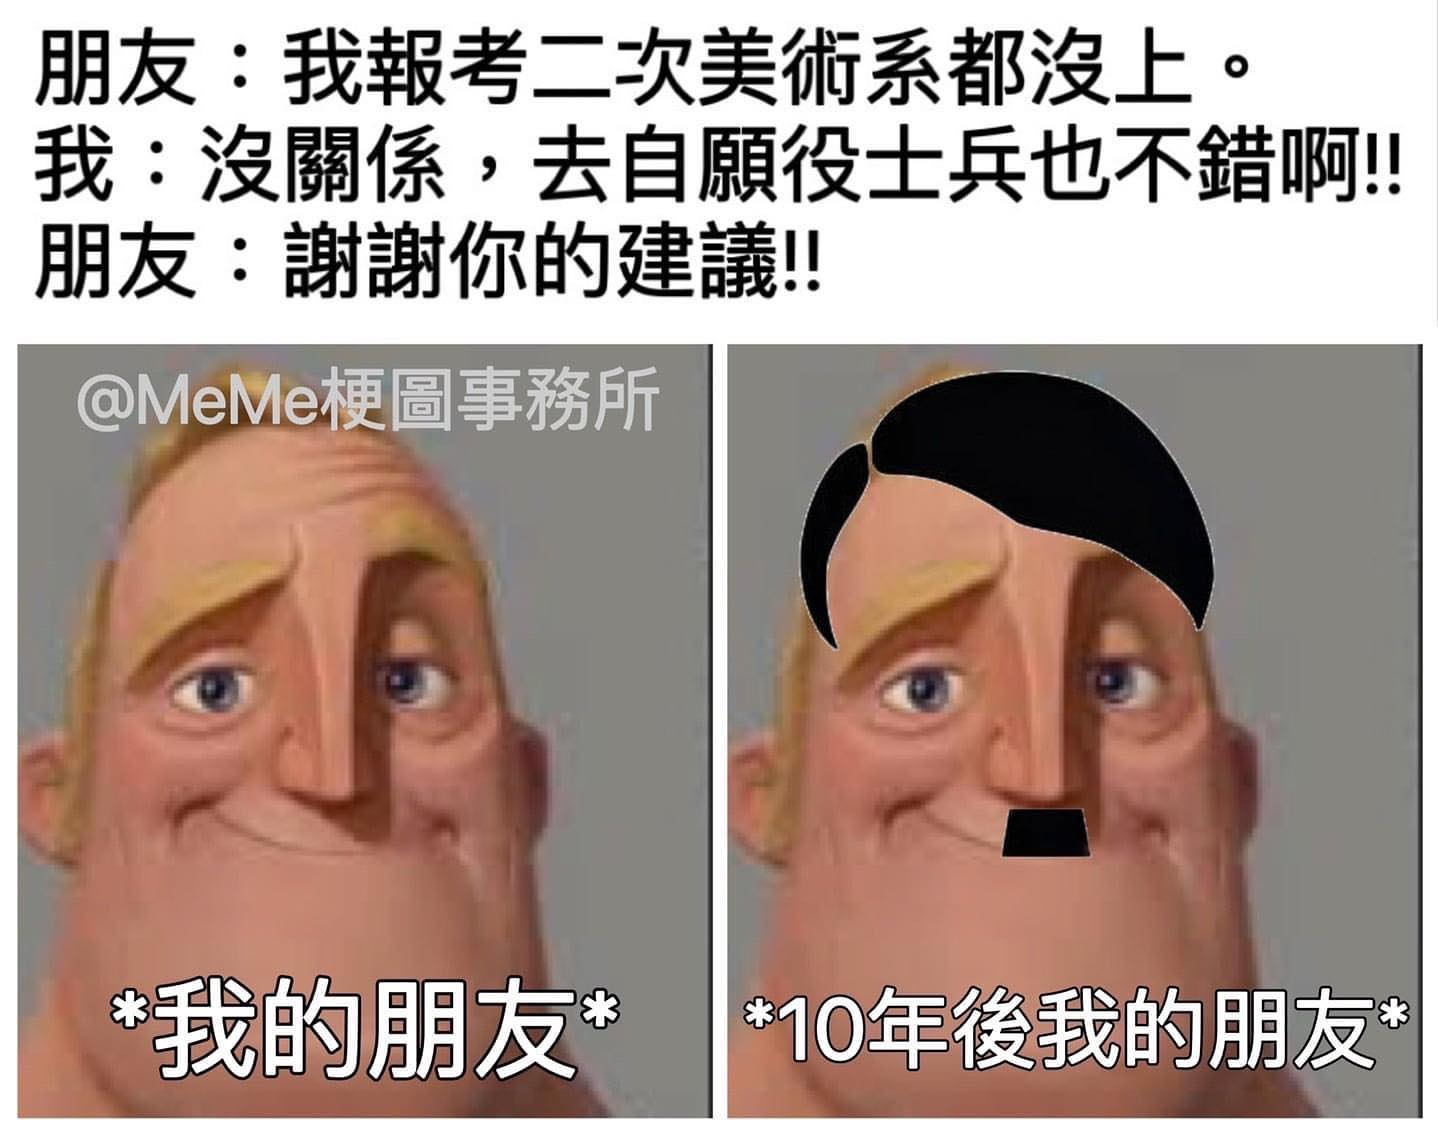 朋友：我報考二次美術系都沒上。
我：沒關係，去自願役士兵也不錯啊!!
朋友：謝謝你的建議!!
@MeMe梗圖事務所
*我的朋友*
*10年後我的朋友*